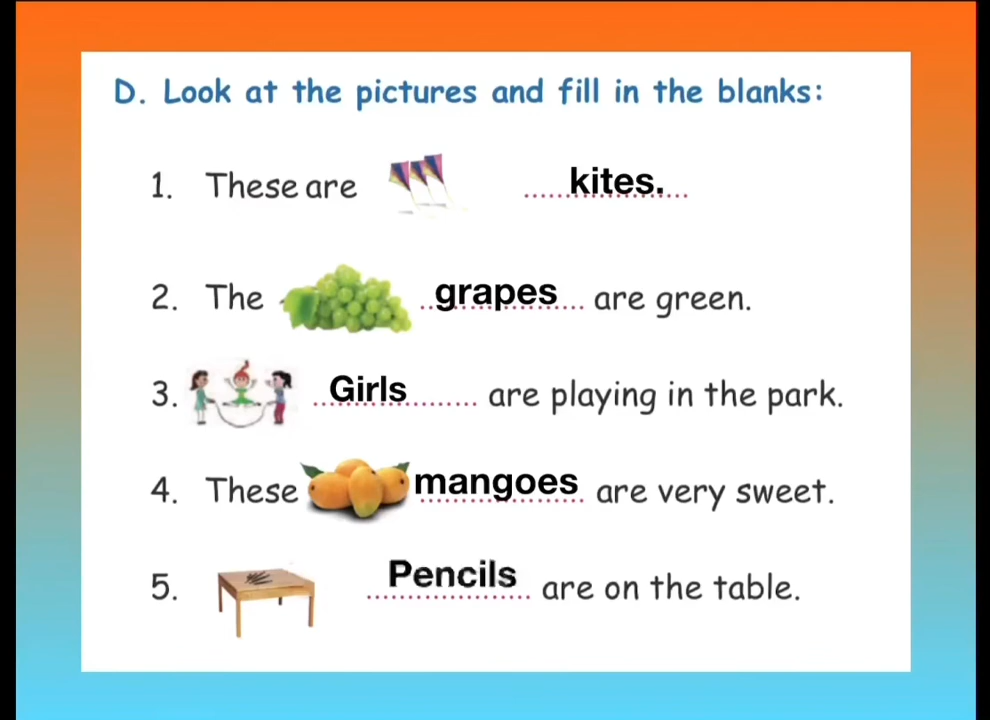 D. Look at the pictures and fill in the blanks:
1. These are .....kites.....
2. The ..grapes.... are green.
3. ...Girls........ are playing in the park.
4. These mangoes are very sweet.
5. Pencils are on the table.